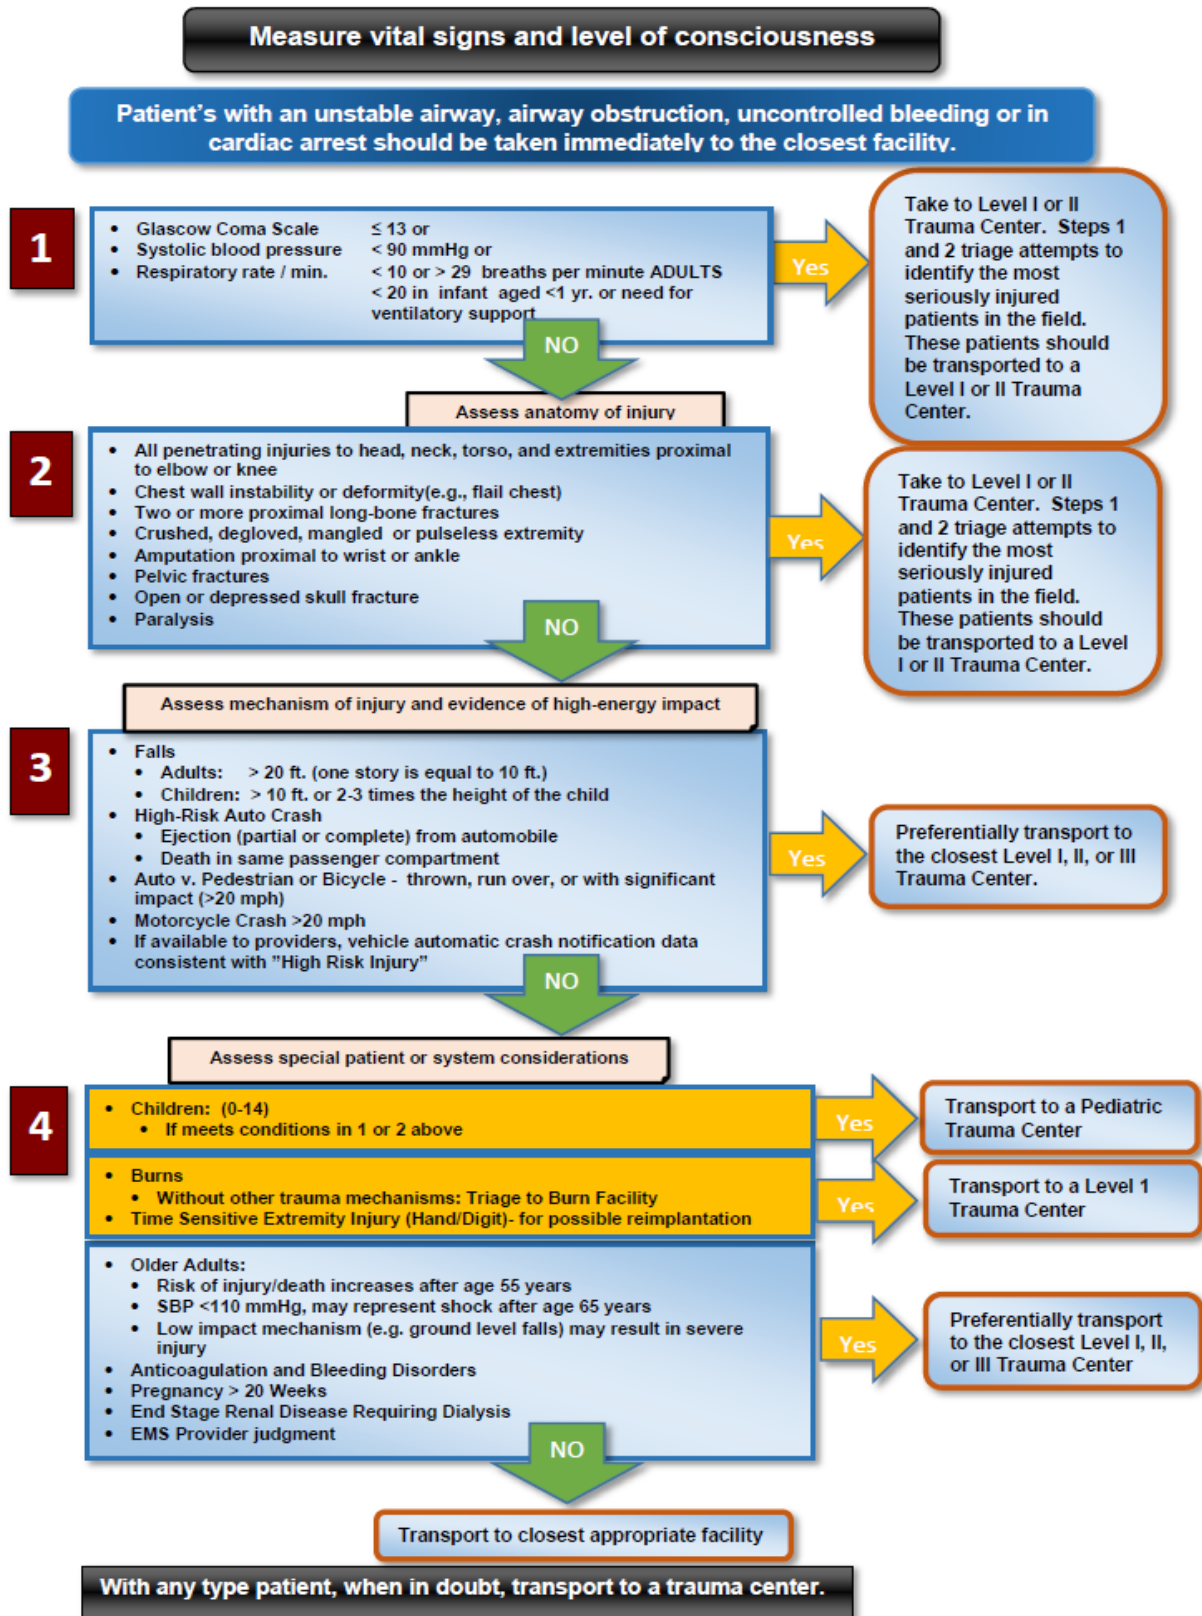 Measure vital signs and level of consciousness
Patient's with an unstable airway, airway obstruction, uncontrolled bleeding or in
cardiac arrest should be taken immediately to the closest facility.
1
• Glascow Coma Scale ≤ 13 or
• Systolic blood pressure < 90 mmHg or
• Respiratory rate / min. < 10 or > 29 breaths per minute ADULTS
< 20 in infant aged <1 yr. or need for
ventilatory support
Yes
Take to Level I or II
Trauma Center. Steps 1
and 2 triage attempts to
identify the most
seriously injured
patients in the field.
These patients should
be transported to a
Level I or II Trauma
Center.
NO
Assess anatomy of injury
2
• All penetrating injuries to head, neck, torso, and extremities proximal
to elbow or knee
• Chest wall instability or deformity(e.g., flail chest)
• Two or more proximal long-bone fractures
• Crushed, degloved, mangled or pulseless extremity
• Amputation proximal to wrist or ankle
• Pelvic fractures
• Open or depressed skull fracture
• Paralysis
Yes
Take to Level I or II
Trauma Center. Steps 1
and 2 triage attempts to
identify the most
seriously injured
patients in the field.
These patients should
be transported to a Level
I or II Trauma Center.
NO
Assess mechanism of injury and evidence of high-energy impact
3
• Falls
• Adults: > 20 ft. (one story is equal to 10 ft.)
• Children: > 10 ft. or 2-3 times the height of the child
• High-Risk Auto Crash
• Ejection (partial or complete) from automobile
• Death in same passenger compartment
• Auto v. Pedestrian or Bicycle - thrown, run over, or with significant
impact (>20 mph)
• Motorcycle Crash >20 mph
• If available to providers, vehicle automatic crash notification data
consistent with ”High Risk Injury”
Yes
Preferentially transport to
the closest Level I, II, or III
Trauma Center.
NO
Assess special patient or system considerations
4
• Children: (0-14)
• If meets conditions in 1 or 2 above
Yes
Transport to a Pediatric
Trauma Center
• Burns
• Without other trauma mechanisms: Triage to Burn Facility
• Time Sensitive Extremity Injury (Hand/Digit)- for possible reimplantation
Yes
Transport to a Level 1
Trauma Center
• Older Adults:
• Risk of injury/death increases after age 55 years
• SBP <110 mmHg, may represent shock after age 65 years
• Low impact mechanism (e.g. ground level falls) may result in severe
injury
• Anticoagulation and Bleeding Disorders
• Pregnancy > 20 Weeks
• End Stage Renal Disease Requiring Dialysis
• EMS Provider judgment
Yes
Preferentially transport
to the closest Level I, II,
or III Trauma Center
NO
Transport to closest appropriate facility
With any type patient, when in doubt, transport to a trauma center.